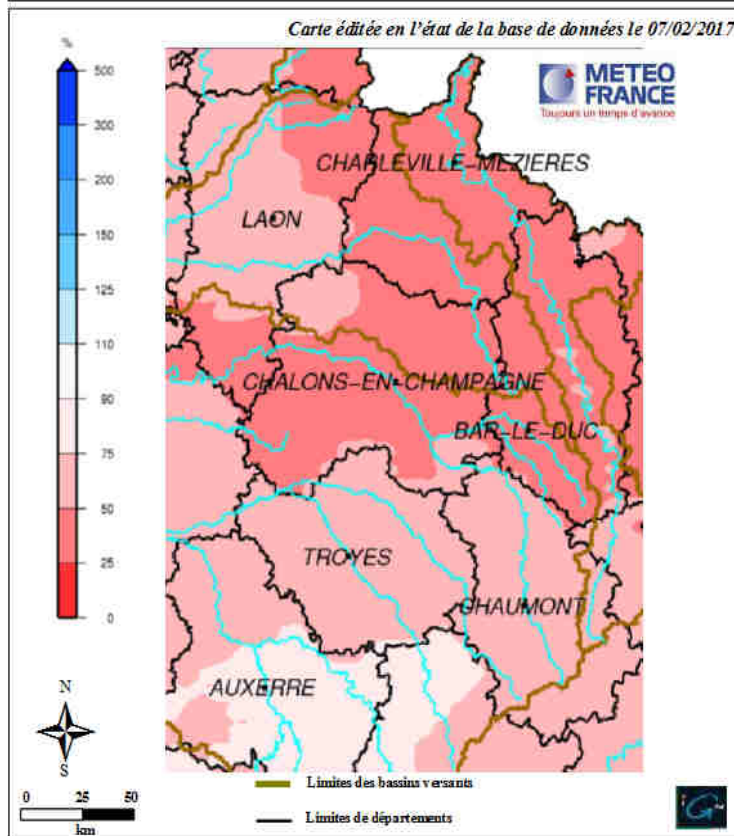 Carte éditée en l'état de la base de données le 07/02/2017
%
500
300
200
150
125
110
90
75
50
25
0
METEO
FRANCE
Toujours un temps d'avance
CHARLEVILLE-MEZIERES
LAON
CHALONS-EN-CHAMPAGNE
BAR-LE-DUC
TROYES
CHAUMONT
AUXERRE
N
S
0 25 50
km
Limites des bassins versants
Limites de départements